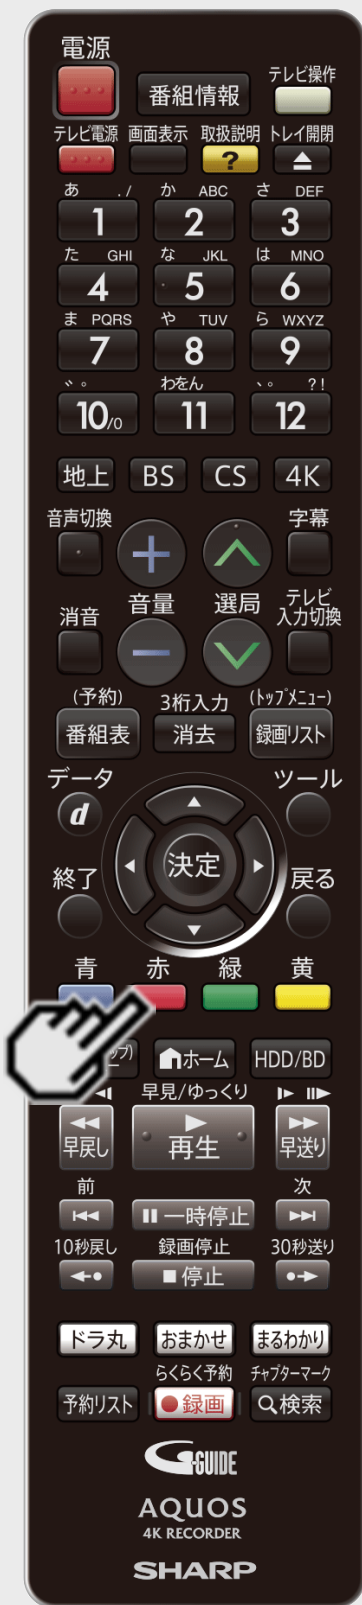 電源
番組情報
テレビ操作
テレビ電源 画面表示 取扱説明 トレイ開閉
?
あ ./ か ABC さ DEF
1 2 3
た GHI な JKL は MNO
4 5 6
ま PQRS や TUV ら WXYZ
7 8 9
゛゜ わをん 、。 ?!
10/0 11 12
地上 BS CS 4K
音声切換 字幕
＋
消音 音量 選局 テレビ
入力切換
－
(予約) 3桁入力 (トップメニュー)
番組表 消去 録画リスト
データ ツール
d
決定
終了 戻る
青 赤 緑 黄
プ)
ホーム HDD/BD
早見/ゆっくり
早戻し 再生 早送り
前 次
一時停止
10秒戻し 録画停止 30秒送り
停止
ドラ丸 おまかせ まるわかり
らくらく予約 チャプターマーク
予約リスト ●録画 検索
G-GUIDE
AQUOS
4K RECORDER
SHARP